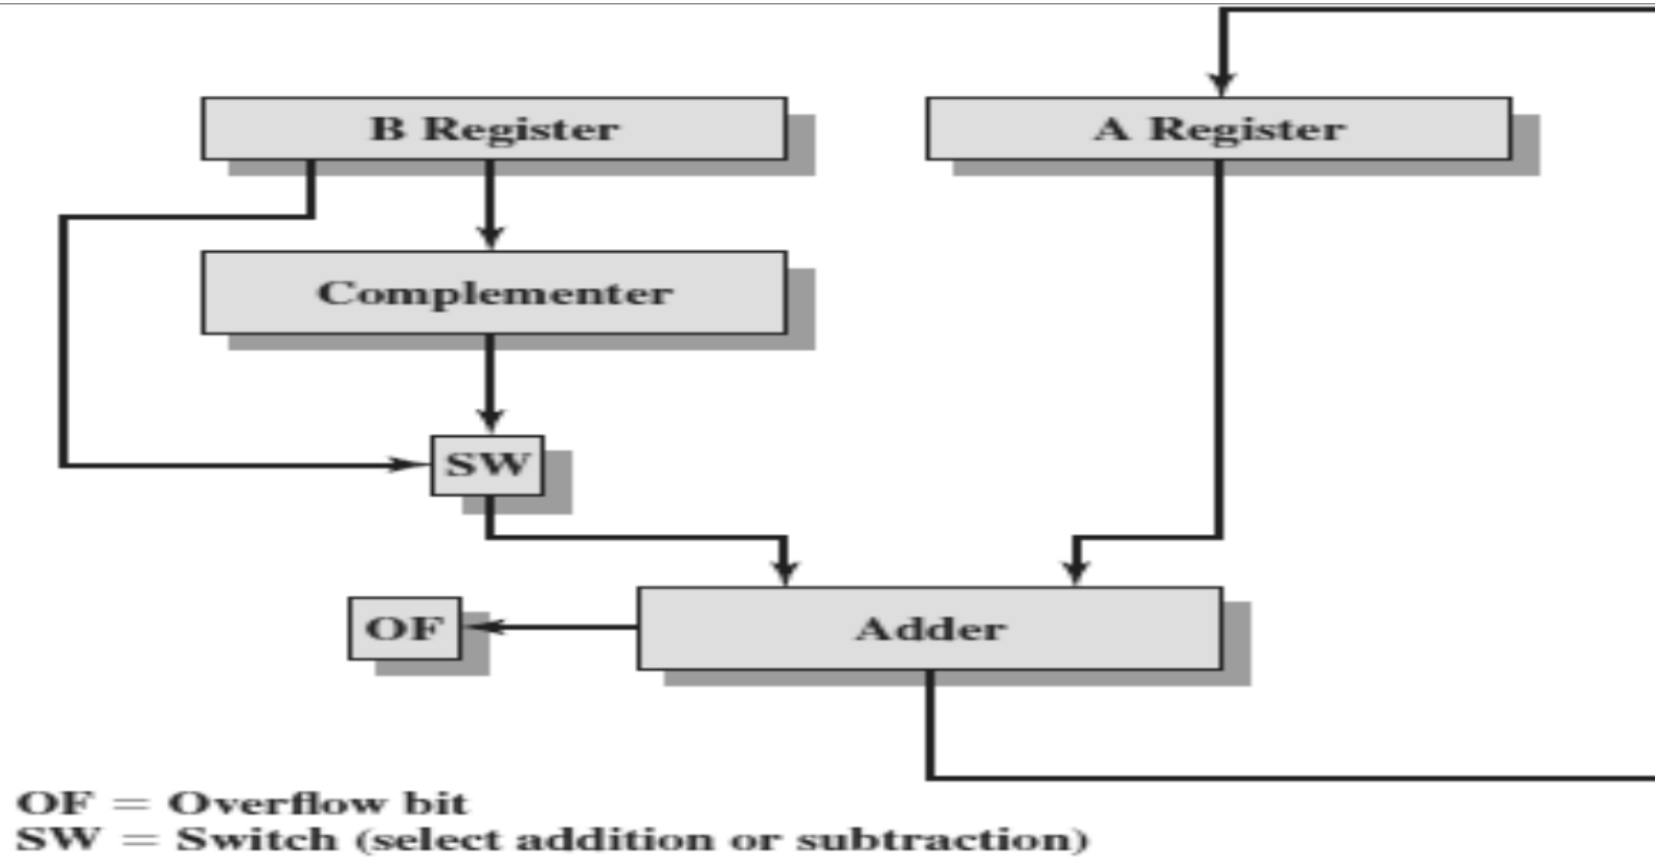 B Register
A Register
Complementer
SW
OF
Adder
OF = Overflow bit
SW = Switch (select addition or subtraction)